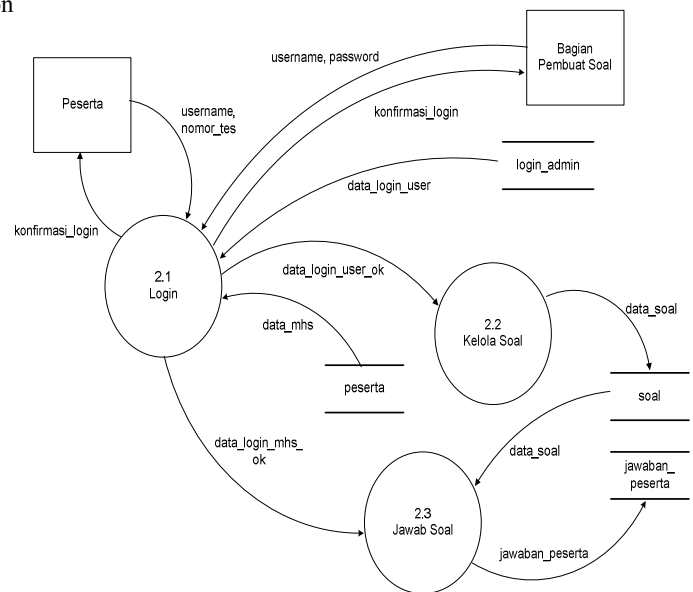 on
Peserta
username,
nomor_tes
konfirmasi_login
username, password
konfirmasi_login
Bagian
Pembuat Soal
login_admin
data_login_user
2.1
Login
data_login_user_ok
data_mhs
peserta
2.2
Kelola Soal
data_soal
soal
data_soal
jawaban_
peserta
data_login_mhs_
ok
2.3
Jawab Soal
jawaban_peserta